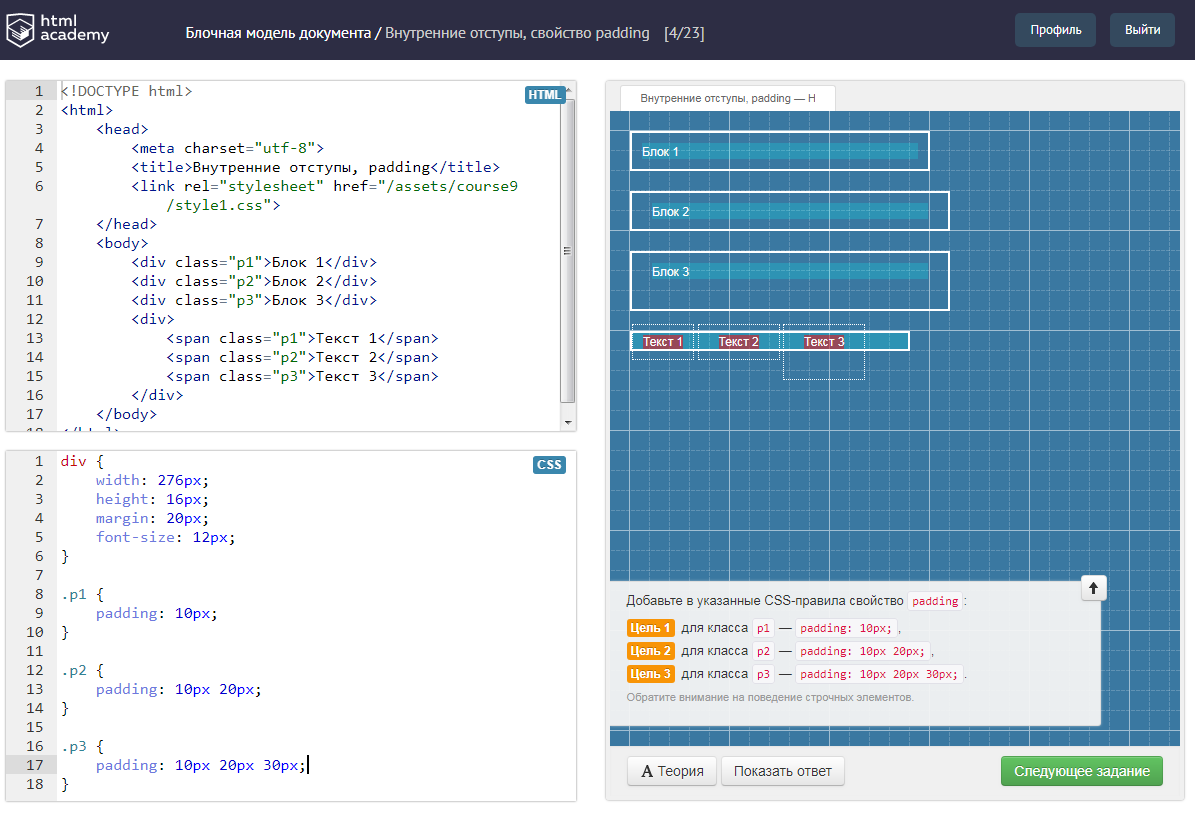 html
academy
Блочная модель документа / Внутренние отступы, свойство padding [4/23]
Профиль
Выйти
HTML
1 <!DOCTYPE html>
2 <html>
3 <head>
4 <meta charset="utf-8">
5 <title>Внутренние отступы, padding</title>
6 <link rel="stylesheet" href="/assets/course9
/style1.css">
7 </head>
8 <body>
9 <div class="p1">Блок 1</div>
10 <div class="p2">Блок 2</div>
11 <div class="p3">Блок 3</div>
12 <div>
13 <span class="p1">Текст 1</span>
14 <span class="p2">Текст 2</span>
15 <span class="p3">Текст 3</span>
16 </div>
17 </body>
CSS
1 div {
2 width: 276px;
3 height: 16px;
4 margin: 20px;
5 font-size: 12px;
6 }
7
8 .p1 {
9 padding: 10px;
10 }
11
12 .p2 {
13 padding: 10px 20px;
14 }
15
16 .p3 {
17 padding: 10px 20px 30px;
18 }
Внутренние отступы, padding — H
Блок 1
Блок 2
Блок 3
Текст 1 Текст 2 Текст 3
Добавьте в указанные CSS-правила свойство padding :
Цель 1 для класса p1 — padding: 10px; ,
Цель 2 для класса p2 — padding: 10px 20px; ,
Цель 3 для класса p3 — padding: 10px 20px 30px; .
Обратите внимание на поведение строчных элементов.
A Теория
Показать ответ
Следующее задание